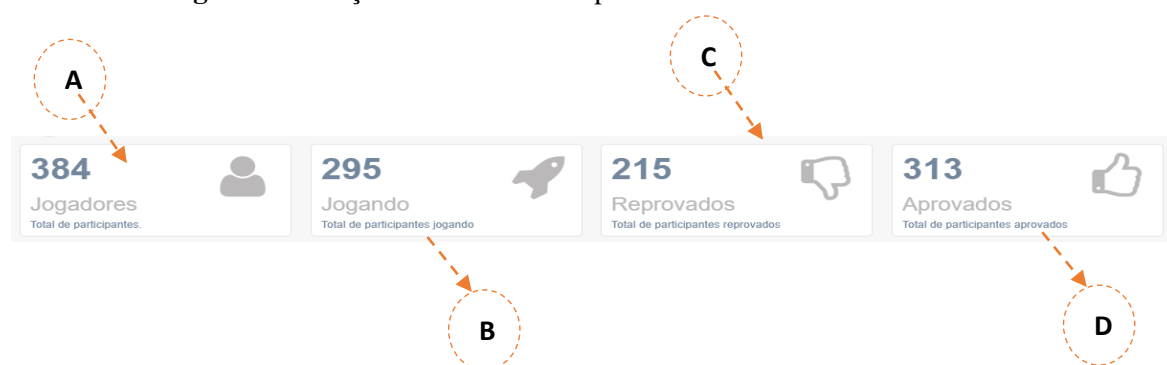 A
C
384
Jogadores
Total de participantes.
295
Jogando
Total de participantes jogando
215
Reprovados
Total de participantes reprovados
313
Aprovados
Total de participantes aprovados
B
D